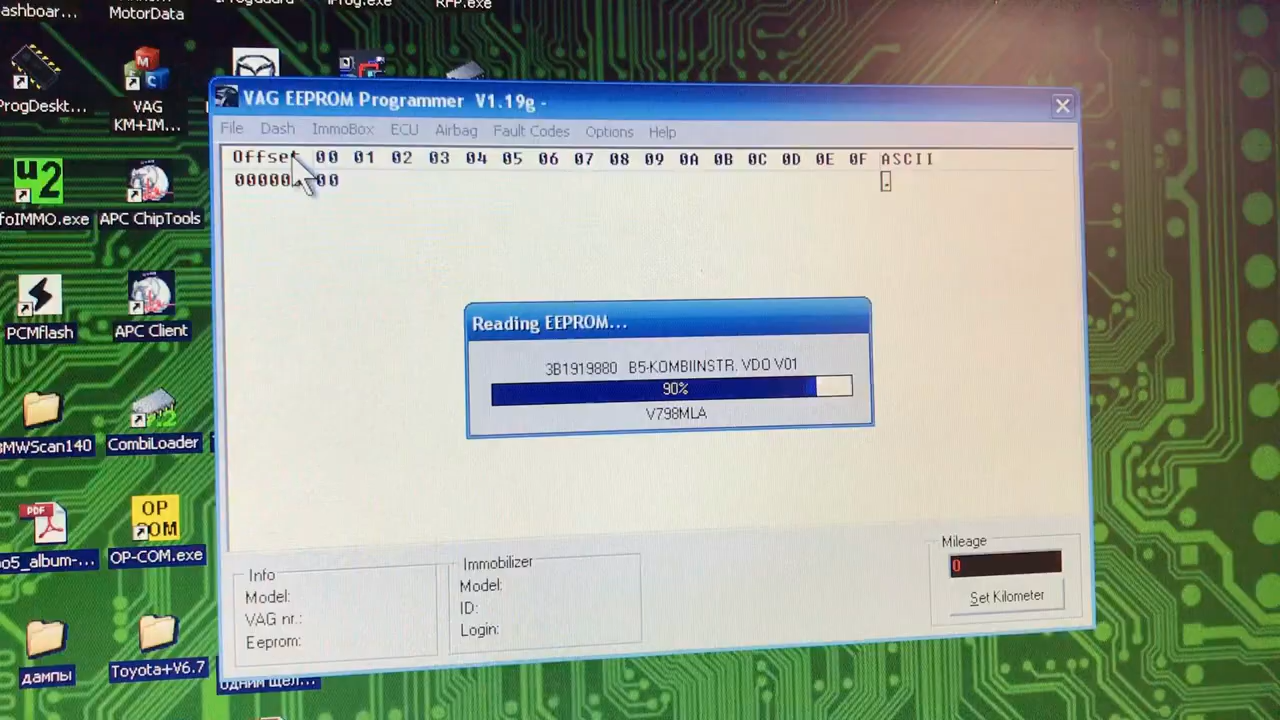 MotorData
iProg.exe
RFP.exe
VAG
KM+IM...
APC ChipTools
PCMflash
APC Client
CombiLoader
PDF
OP
COM
OP-COM.exe
дампы
Toyota+V6.7
VAG EEPROM Programmer V1.19g -
File Dash ImmoBox ECU Airbag Fault Codes Options Help
Offset 00 01 02 03 04 05 06 07 08 09 0A 0B 0C 0D 0E 0F ASCII
00000 00 .
Reading EEPROM...
3B1919880 B5-KOMBIINSTR. VDO V01
90%
V798MLA
Info
Model:
VAG nr.:
Eeprom:
Immobilizer
Model:
ID:
Login:
Mileage
0
Set Kilometer